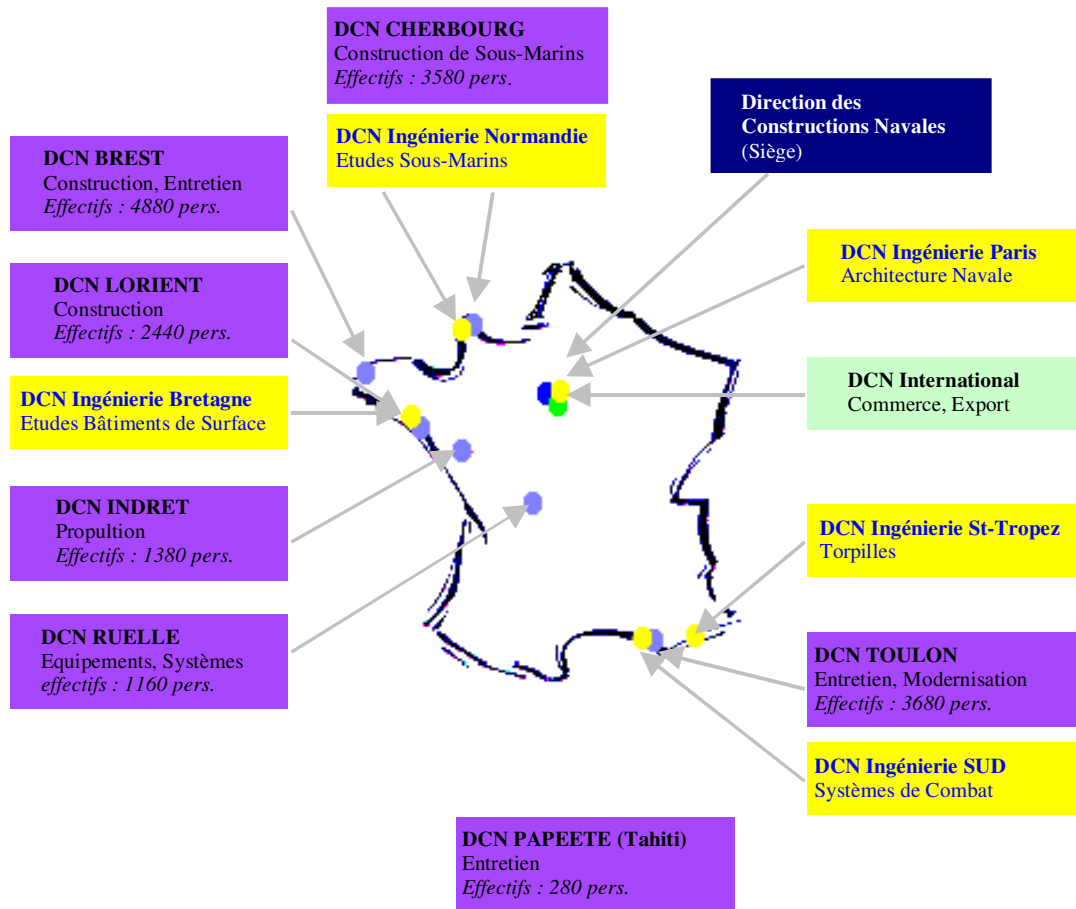 DCN CHERBOURG
Construction de Sous-Marins
Effectifs : 3580 pers.
DCN Ingénierie Normandie
Etudes Sous-Marins
Direction des
Constructions Navales
(Siège)
DCN BREST
Construction, Entretien
Effectifs : 4880 pers.
DCN Ingénierie Paris
Architecture Navale
DCN LORIENT
Construction
Effectifs : 2440 pers.
DCN International
Commerce, Export
DCN Ingénierie Bretagne
Etudes Bâtiments de Surface
DCN INDRET
Propultion
Effectifs : 1380 pers.
DCN Ingénierie St-Tropez
Torpilles
DCN RUELLE
Equipements, Systèmes
effectifs : 1160 pers.
DCN TOULON
Entretien, Modernisation
Effectifs : 3680 pers.
DCN Ingénierie SUD
Systèmes de Combat
DCN PAPEETE (Tahiti)
Entretien
Effectifs : 280 pers.